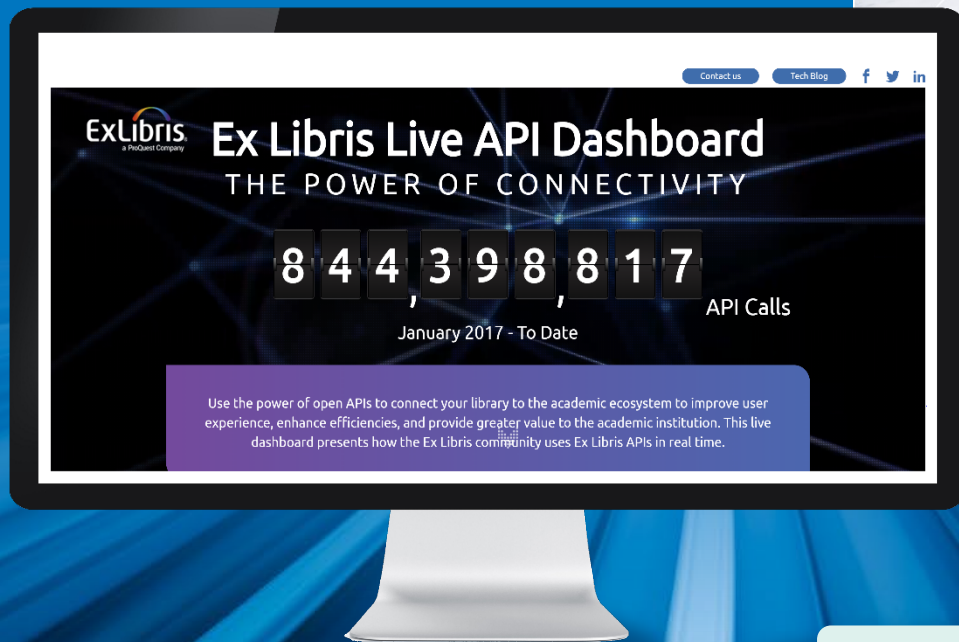 Contact us
Tech Blog
f
in
ExLibris
a ProQuest Company
Ex Libris Live API Dashboard
THE POWER OF CONNECTIVITY
844,398,817
API Calls
January 2017 - To Date
Use the power of open APIs to connect your library to the academic ecosystem to improve user
experience, enhance efficiencies, and provide greater value to the academic institution. This live
dashboard presents how the Ex Libris community uses Ex Libris APIs in real time.